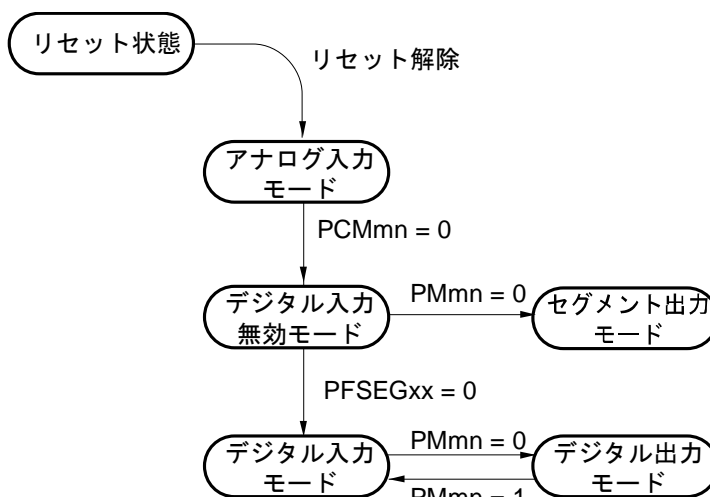 リセット状態
リセット解除
アナログ入力
モード
PCMmn = 0
デジタル入力
無効モード
PMmn = 0
セグメント出力
モード
PFSEGxx = 0
デジタル入力
モード
PMmn = 0
デジタル出力
モード
PMmn = 1